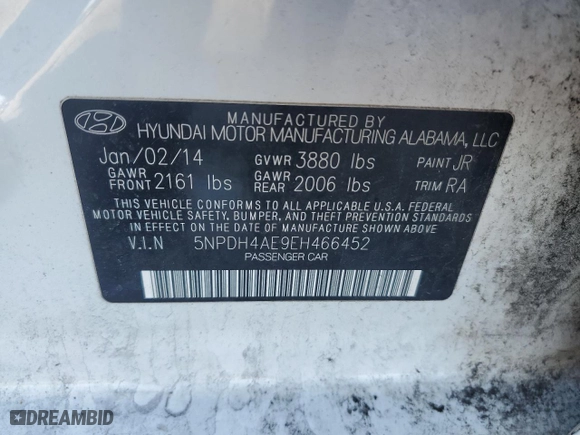 MANUFACTURED BY
HYUNDAI MOTOR MANUFACTURING ALABAMA, LLC
Jan/02/14 GVWR 3880 lbs PAINT JR
GAWR FRONT 2161 lbs GAWR REAR 2006 lbs TRIM RA
THIS VEHICLE CONFORMS TO ALL APPLICABLE U.S.A. FEDERAL
MOTOR VEHICLE SAFETY, BUMPER, AND THEFT PREVENTION STANDARDS
IN EFFECT ON THE DATE OF MANUFACTURE SHOWN ABOVE.
V.I.N 5NPDH4AE9EH466452
PASSENGER CAR
DREAMBID